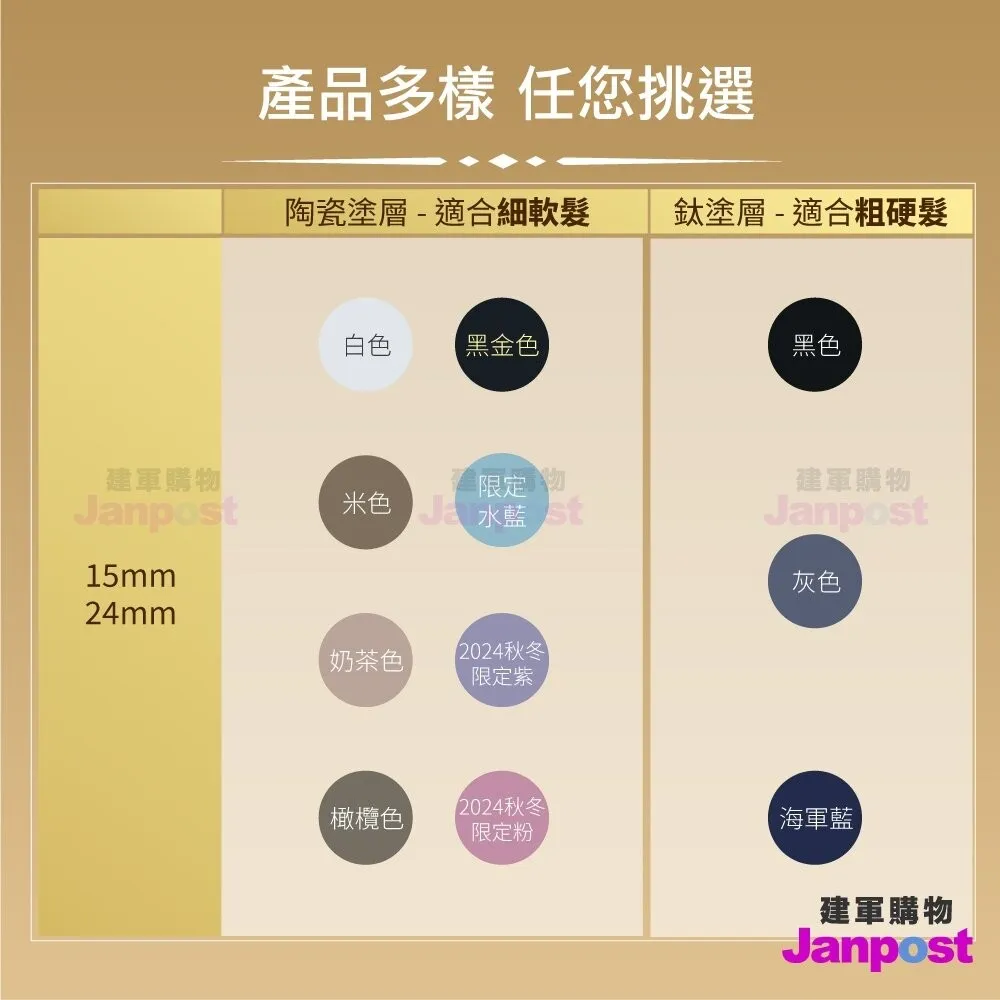 產品多樣 任您挑選
陶瓷塗層 - 適合細軟髮
鈦塗層 - 適合粗硬髮
15mm
24mm
白色
黑金色
黑色
米色
限定
水藍
灰色
奶茶色
2024秋冬
限定紫
橄欖色
2024秋冬
限定粉
海軍藍
建軍購物
Janpost
建軍購物
Janpost
建軍購物
Janpost
建軍購物
Janpost